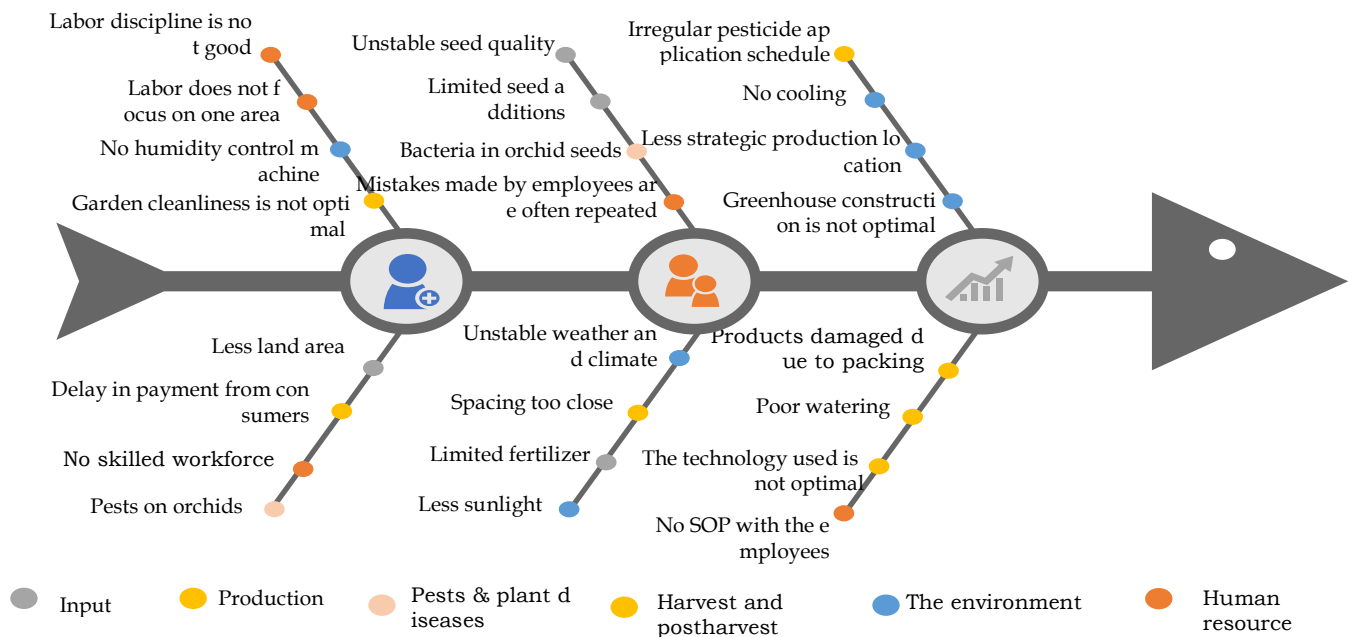 Labor discipline is no
t good
Labor does not f
ocus on one area
No humidity control m
achine
Garden cleanliness is not opti
mal
Unstable seed quality
Limited seed a
dditions
Bacteria in orchid seeds
Mistakes made by employees ar
e often repeated
Irregular pesticide ap
plication schedule
No cooling
Less strategic production lo
cation
Greenhouse constructi
on is not optimal
Less land area
Delay in payment from con
sumers
No skilled workforce
Pests on orchids
Unstable weather an
d climate
Spacing too close
Limited fertilizer
Less sunlight
Products damaged d
ue to packing
Poor watering
The technology used is
not optimal
No SOP with the e
mployees
Input
Production
Pests & plant d
iseases
Harvest and
postharvest
The environment
Human
resource